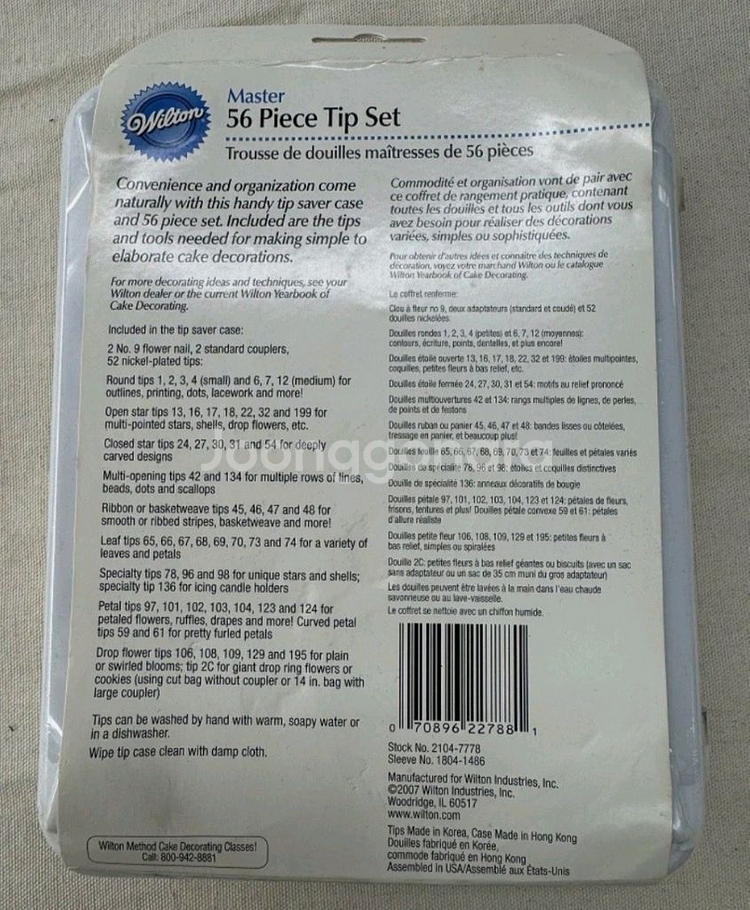 Wilton
Master
56 Piece Tip Set
Trousse de douilles maîtresses de 56 pièces
Convenience and organization come
naturally with this handy tip saver case
and 56 piece set. Included are the tips
and tools needed for making simple to
elaborate cake decorations.
For more decorating ideas and techniques, see your
Wilton dealer or the current Wilton Yearbook of
Cake Decorating.
Included in the tip saver case:
2 No. 9 flower nail, 2 standard couplers,
52 nickel-plated tips:
Round tips 1, 2, 3, 4 (small) and 6, 7, 12 (medium) for
outlines, printing, dots, lacework and more!
Open star tips 13, 16, 17, 18, 22, 32 and 199 for
multi-pointed stars, shells, drop flowers, etc.
Closed star tips 24, 27, 30, 31 and 54 for deeply
carved designs
Multi-opening tips 42 and 134 for multiple rows of lines,
beads, dots and scallops
Ribbon or basketweave tips 45, 46, 47 and 48 for
smooth or ribbed stripes, basketweave and more!
Leaf tips 65, 66, 67, 68, 69, 70, 73 and 74 for a variety of
leaves and petals
Specialty tips 78, 96 and 98 for unique stars and shells;
specialty tip 136 for icing candle holders
Petal tips 97, 101, 102, 103, 104, 123 and 124 for
petaled flowers, ruffles, drapes and more! Curved petal
tips 59 and 61 for pretty furled petals
Drop flower tips 106, 108, 109, 129 and 195 for plain
or swirled blooms; tip 2C for giant drop ring flowers or
cookies (using cut bag without coupler or 14 in. bag with
large coupler)
Tips can be washed by hand with warm, soapy water or
in a dishwasher.
Wipe tip case clean with damp cloth.
Wilton Method Cake Decorating Classes!
Call: 800-942-8881
Commodité et organisation vont de pair avec
ce coffret de rangement pratique, contenant
toutes les douilles et tous les outils dont vous
avez besoin pour réaliser des décorations
variées, simples ou sophistiquées.
Pour obtenir d'autres idées et connaître des techniques de
décoration, voyez votre marchand Wilton ou le catalogue
Wilton Yearbook of Cake Decorating.
Le coffret renferme:
Clou à fleur no 9, deux adaptateurs (standard et coudé) et 52
douilles nickelées:
Douilles rondes 1, 2, 3, 4 (petites) et 6, 7, 12 (moyennes):
contours, écriture, points, dentelles, et plus encore!
Douilles étoile ouverte 13, 16, 17, 18, 22, 32 et 199: étoiles multipointes,
coquilles, petites fleurs à bas relief, etc.
Douilles étoile fermée 24, 27, 30, 31 et 54: motifs au relief prononcé
Douilles multiouvertures 42 et 134: rangs multiples de lignes, de perles,
de points et de festons
Douilles ruban ou panier 45, 46, 47 et 48: bandes lisses ou côtelées,
tressage en panier, et beaucoup plus!
Douilles feuille 65, 66, 67, 68, 69, 70, 73 et 74: feuilles et pétales variés
Douilles de spécialité 78, 96 et 98: étoiles et coquilles distinctives
Douille de spécialité 136: anneaux décoratifs de bougie
Douilles pétale 97, 101, 102, 103, 104, 123 et 124: pétales de fleurs,
frisons, tentures et plus! Douilles pétale convexe 59 et 61: pétales
d'allure réaliste
Douilles petite fleur 106, 108, 109, 129 et 195: petites fleurs à
bas relief, simples ou spiralées
Douille 2C: petites fleurs à bas relief géantes ou biscuits (avec un sac
sans adaptateur ou un sac de 35 cm muni du gros adaptateur)
Les douilles peuvent être lavées à la main dans l'eau chaude
savonneuse ou au lave-vaisselle.
Le coffret se nettoie avec un chiffon humide.
0 70896 22788 1
Stock No. 2104-7778
Sleeve No. 1804-1486
Manufactured for Wilton Industries, Inc.
©2007 Wilton Industries, Inc.
Woodridge, IL 60517
www.wilton.com
Tips Made in Korea, Case Made in Hong Kong
Douilles fabriqué en Korée,
commode fabriqué en Hong Kong
Assembled in USA/Assemblé aux États-Unis